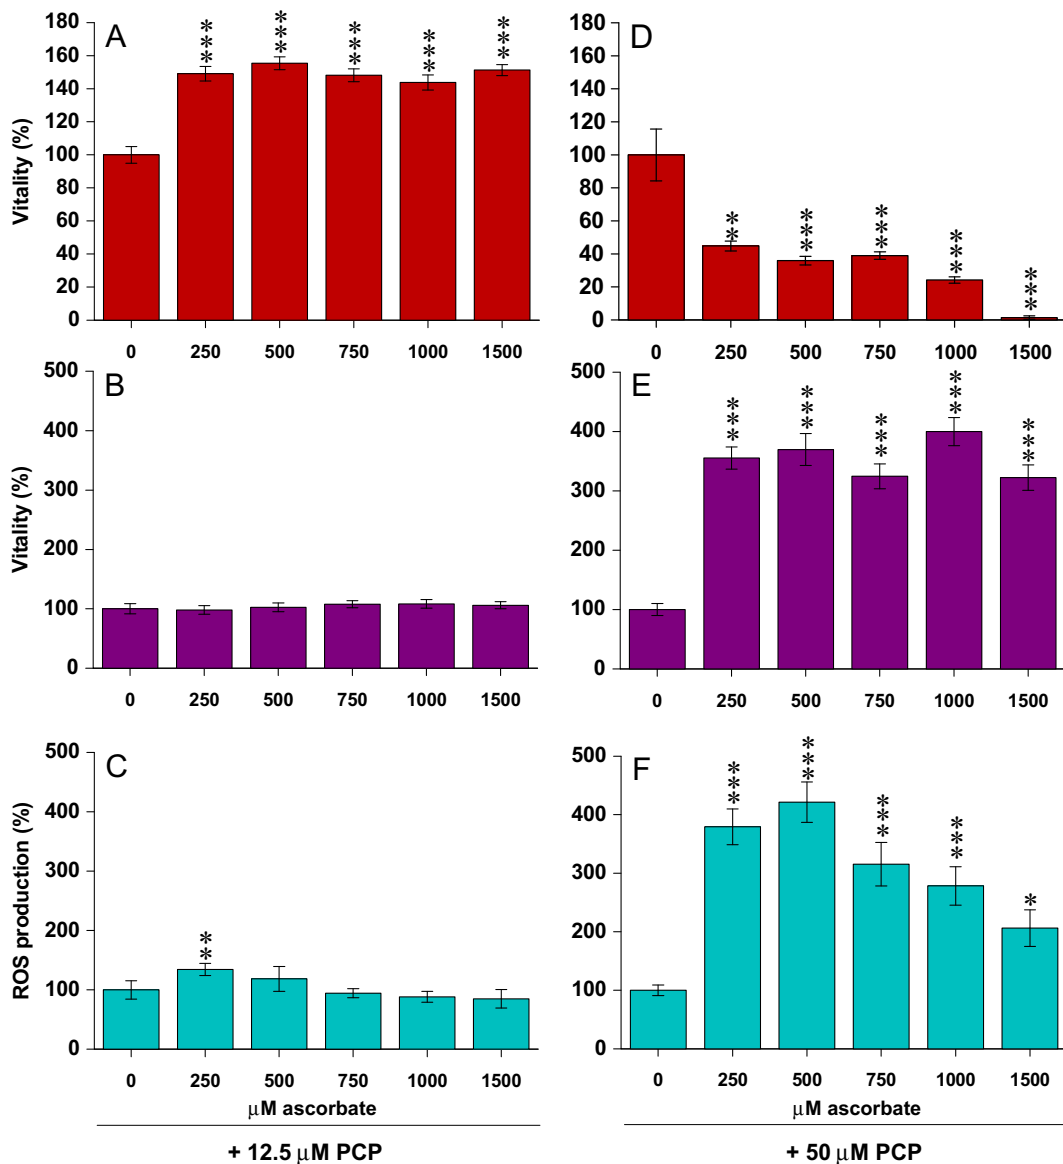 A
Vitality (%)
180
160
140
120
100
80
60
40
20
0
*** *** *** *** ***
0 250 500 750 1000 1500
D
180
160
140
120
100
80
60
40
20
0
** *** *** *** ***
0 250 500 750 1000 1500
B
Vitality (%)
500
400
300
200
100
0
0 250 500 750 1000 1500
E
500
400
300
200
100
0
*** *** *** *** ***
0 250 500 750 1000 1500
C
ROS production (%)
500
400
300
200
100
0
**
0 250 500 750 1000 1500
μM ascorbate
+ 12.5 μM PCP
F
500
400
300
200
100
0
*** *** *** *** *
0 250 500 750 1000 1500
μM ascorbate
+ 50 μM PCP